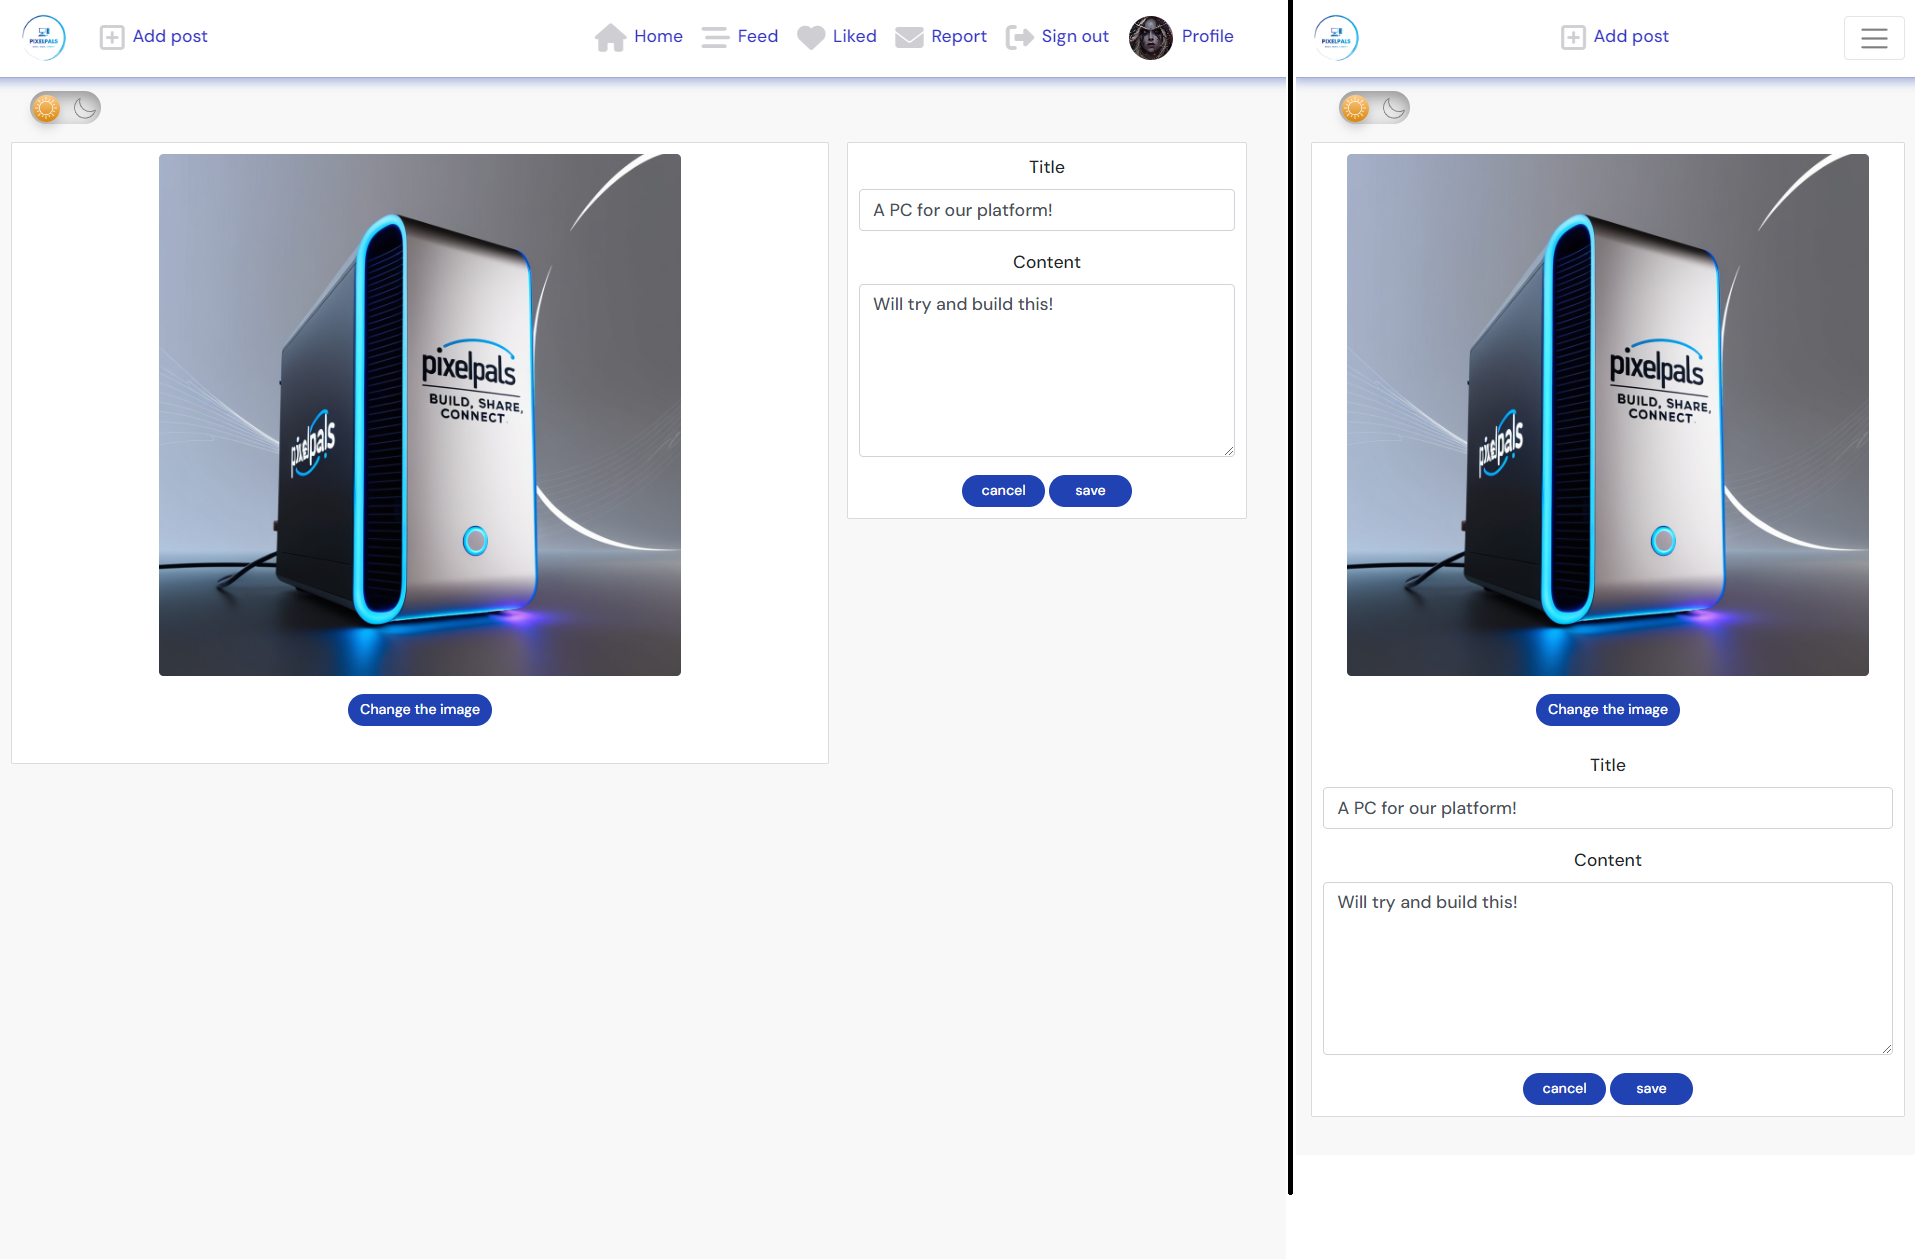 PIXELPALS
Add post
Home
Feed
Liked
Report
Sign out
Profile
pixelpals
BUILD, SHARE,
CONNECT.
pixelpals
Change the image
Title
A PC for our platform!
Content
Will try and build this!
cancel
save
PIXELPALS
Add post
pixelpals
BUILD, SHARE,
CONNECT.
pixelpals
Change the image
Title
A PC for our platform!
Content
Will try and build this!
cancel
save